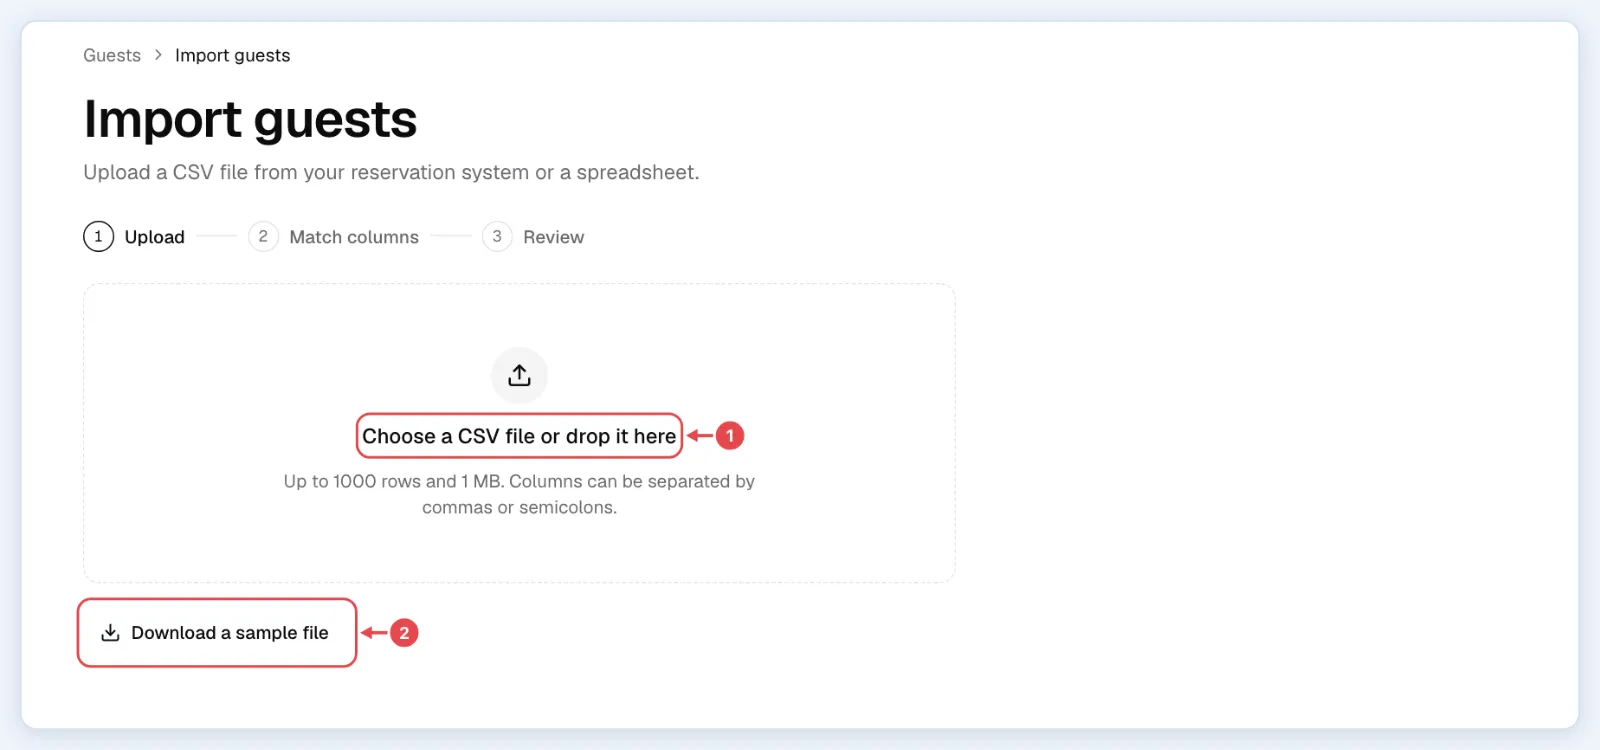 Guests > Import guests
Import guests
Upload a CSV file from your reservation system or a spreadsheet.
1 Upload 2 Match columns 3 Review
Choose a CSV file or drop it here 1
Up to 1000 rows and 1 MB. Columns can be separated by
commas or semicolons.
Download a sample file 2